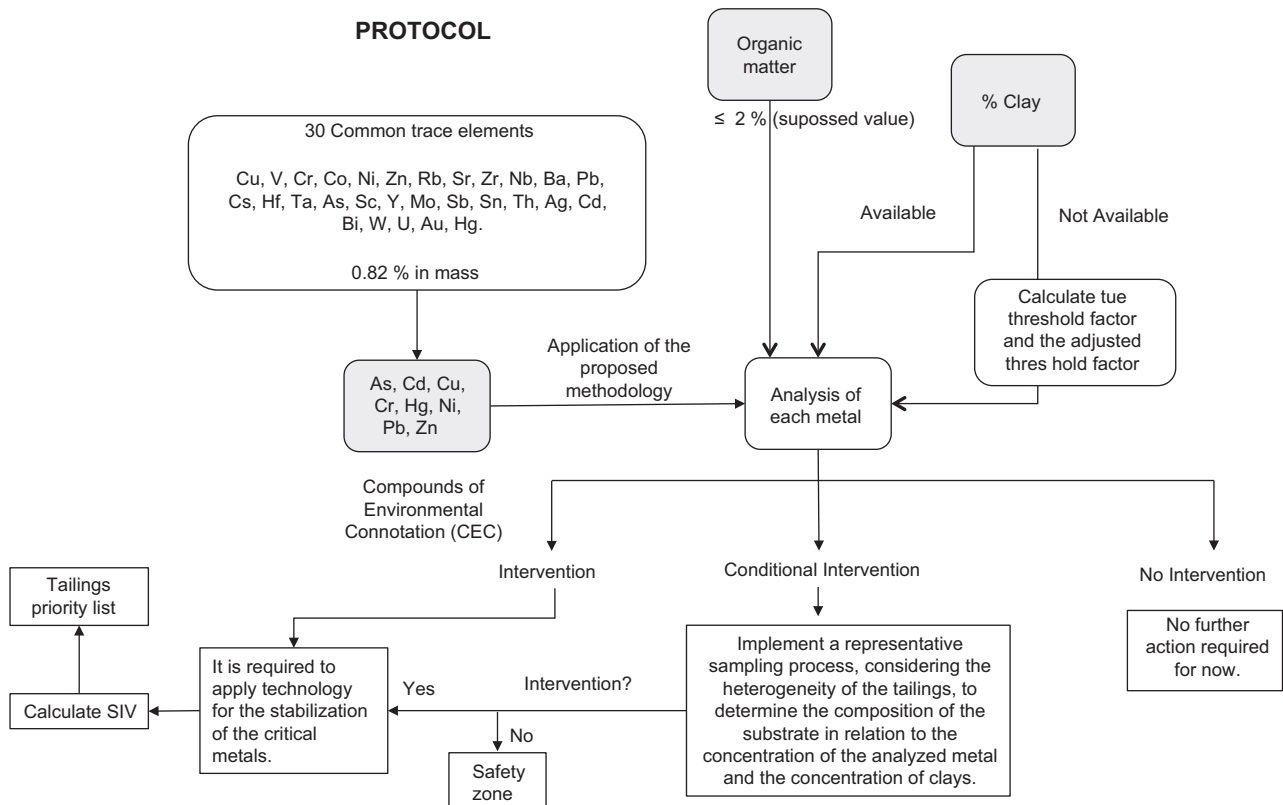 PROTOCOL
Organic
matter
≤ 2 % (supossed value)
% Clay
30 Common trace elements
Cu, V, Cr, Co, Ni, Zn, Rb, Sr, Zr, Nb, Ba, Pb,
Cs, Hf, Ta, As, Sc, Y, Mo, Sb, Sn, Th, Ag, Cd,
Bi, W, U, Au, Hg.
0.82 % in mass
Available
Not Available
Calculate tue
threshold factor
and the adjusted
thres hold factor
As, Cd, Cu,
Cr, Hg, Ni,
Pb, Zn
Application of the
proposed
methodology
Analysis of
each metal
Compounds of
Environmental
Connotation (CEC)
Intervention
Conditional Intervention
No Intervention
Tailings
priority list
Calculate SIV
It is required to
apply technology
for the stabilization
of the critical
metals.
Yes
Intervention?
No
Safety
zone
Implement a representative
sampling process, considering the
heterogeneity of the tailings, to
determine the composition of the
substrate in relation to the
concentration of the analyzed metal
and the concentration of clays.
No further
action required
for now.